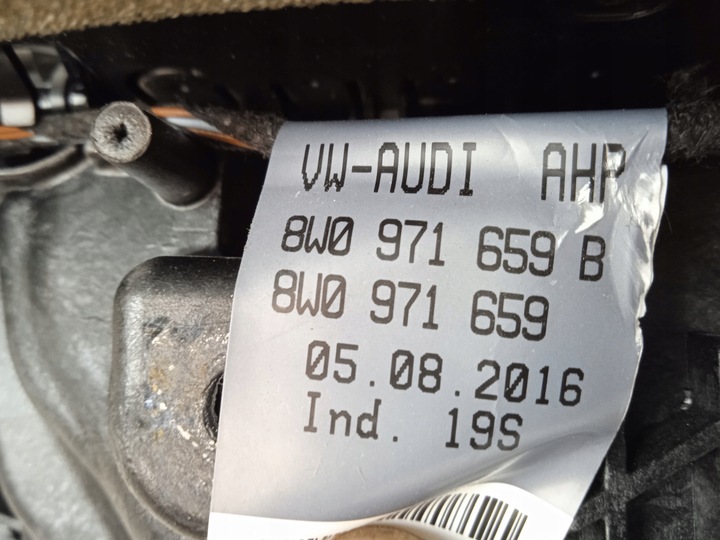 VW-AUDI AHP
8W0 971 659 B
8W0 971 659
05.08.2016
Ind. 19S